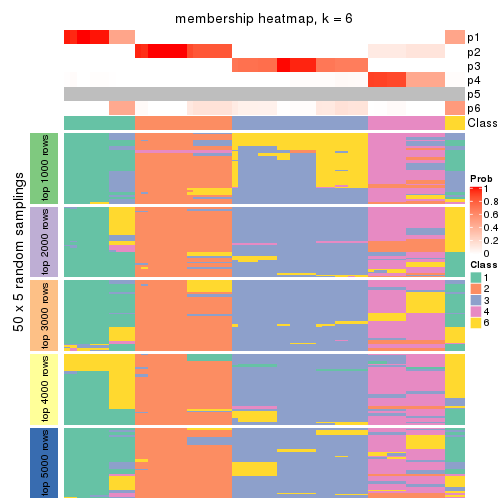 membership heatmap, k = 6
p1
p2
p3
p4
p5
p6
Class
50 x 5 random samplings
top 1000 rows
top 2000 rows
top 3000 rows
top 4000 rows
top 5000 rows
Prob
1
0.8
0.6
0.4
0.2
0
Class
1
2
3
4
6